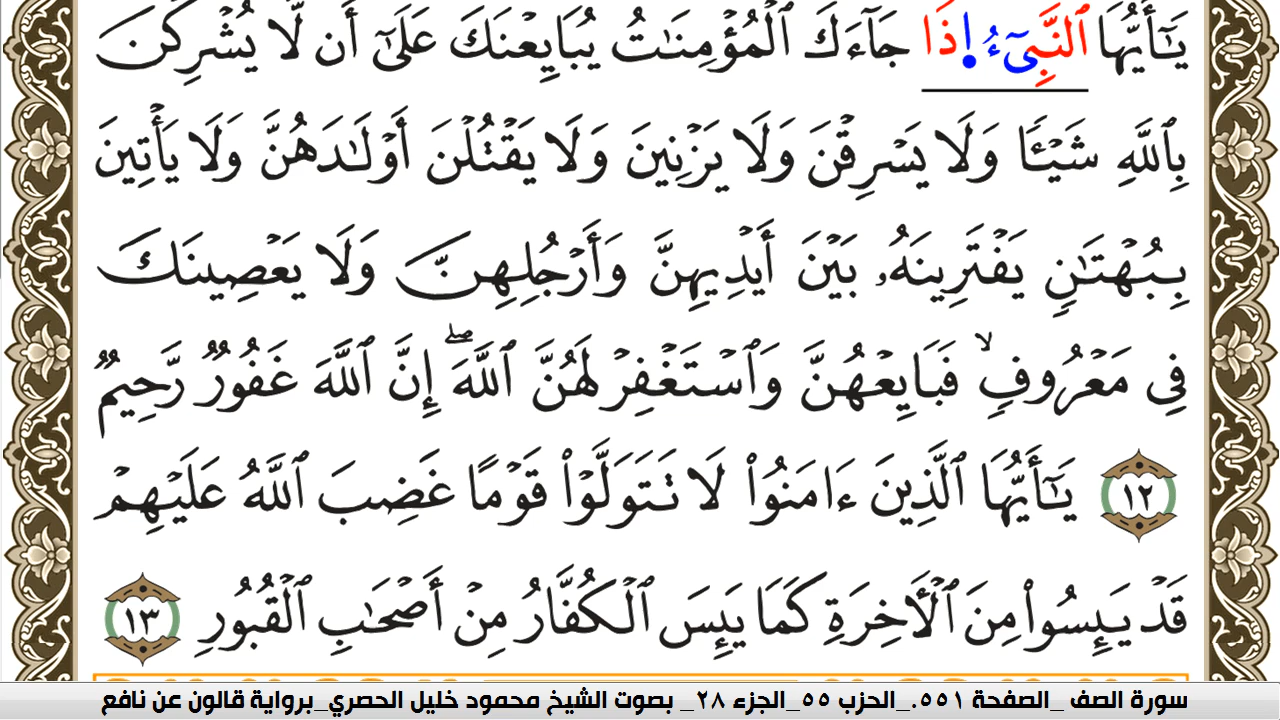 يَٰٓأَيُّهَا ٱلنَّبِيٓءُ اِ۬ذَا جَآءَكَ ٱلْمُؤْمِنَٰتُ يُبَايِعْنَكَ عَلَىٰٓ أَن لَّا يُشْرِكْنَ
بِٱللَّهِ شَيْـٔٗا وَلَا يَسْرِقْنَ وَلَا يَزْنِينَ وَلَا يَقْتُلْنَ أَوْلَٰدَهُنَّ وَلَا يَأْتِينَ
بِبُهْتَٰنٖ يَفْتَرِينَهُۥ بَيْنَ أَيْدِيهِنَّ وَأَرْجُلِهِنَّ وَلَا يَعْصِينَكَ
فِي مَعْرُوفٖۙ فَبَايِعْهُنَّ وَٱسْتَغْفِرْ لَهُنَّ ٱللَّهَۖ إِنَّ ٱللَّهَ غَفُورٞ رَّحِيمٞ
١٢ يَٰٓأَيُّهَا ٱلَّذِينَ ءَامَنُواْ لَا تَتَوَلَّوْاْ قَوْمًا غَضِبَ ٱللَّهُ عَلَيْهِمْ
قَدْ يَئِسُواْ مِنَ ٱلْأٓخِرَةِ كَمَا يَئِسَ ٱلْكُفَّارُ مِنْ أَصْحَٰبِ ٱلْقُبُورِ ١٣
سورة الصف _الصفحة ٥٥١._الحزب ٥٥_الجزء ٢٨_ بصوت الشيخ محمود خليل الحصري_برواية قالون عن نافع